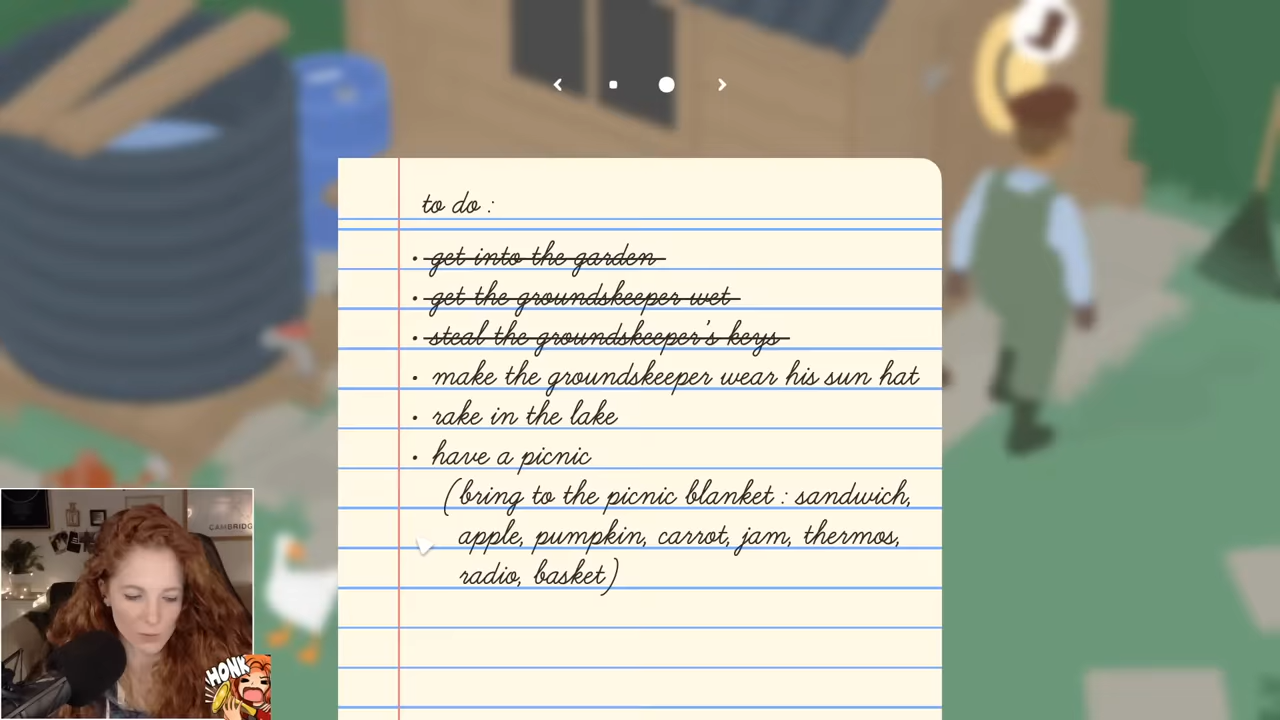 to do :
• get into the garden
• get the groundskeeper wet
• steal the groundskeeper's keys
• make the groundskeeper wear his sun hat
• rake in the lake
• have a picnic
(bring to the picnic blanket : sandwich,
apple, pumpkin, carrot, jam, thermos,
radio, basket)
CAMBRIDG
HONK